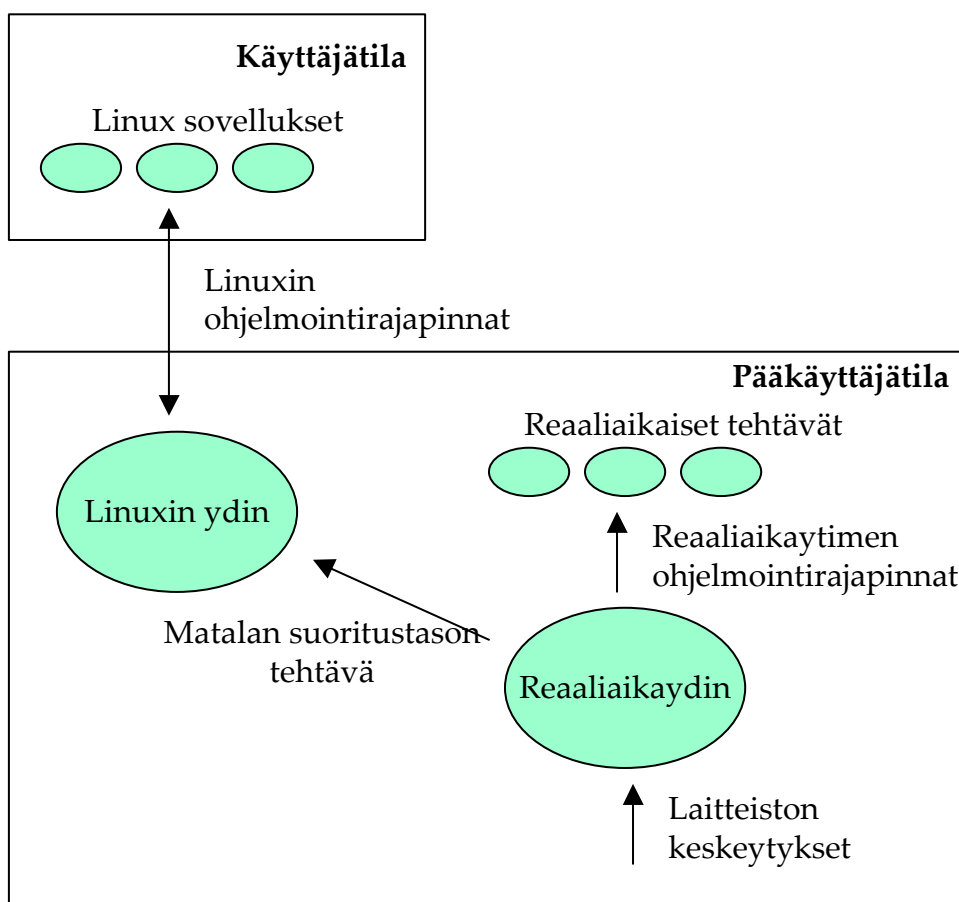 Käyttäjätila
Linux sovellukset
Linuxin
ohjelmointirajapinnat
Pääkäyttäjätila
Reaaliaikaiset tehtävät
Linuxin ydin
Reaaliaikaytimen
ohjelmointirajapinnat
Matalan suoritustason
tehtävä
Reaaliaikaydin
Laitteiston
keskeytykset